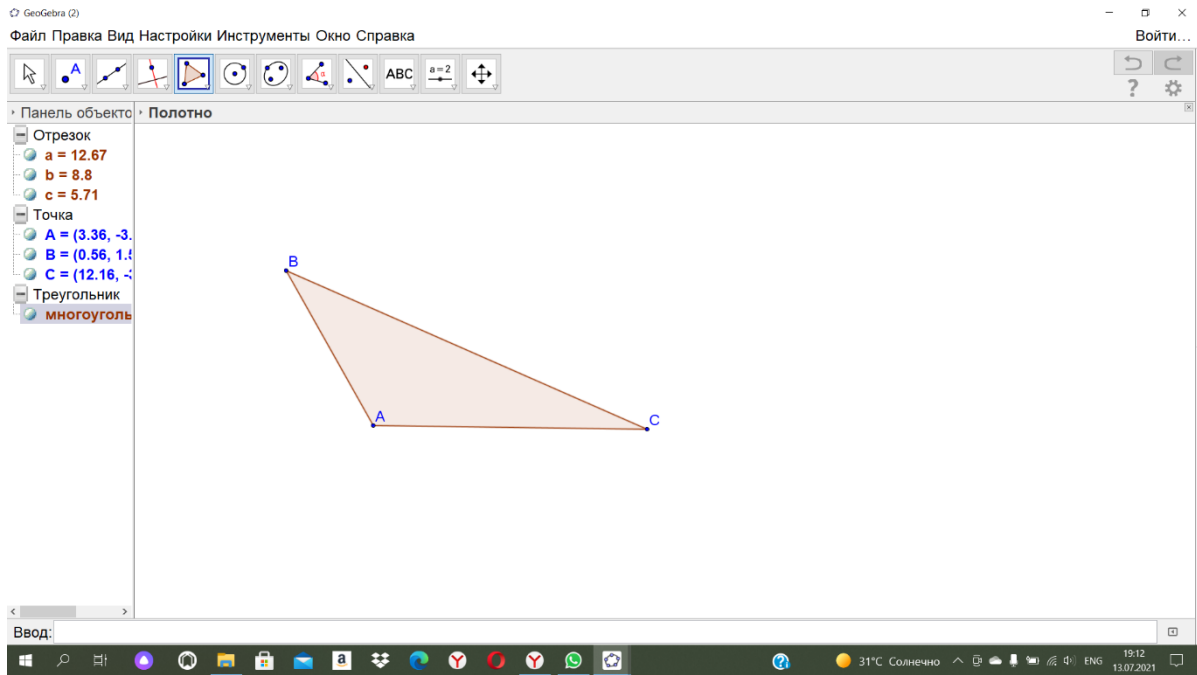 GeoGebra (2)
Файл Правка Вид Настройки Инструменты Окно Справка Войти...
A α ABC a=2
?
Панель объекто Полотно
Отрезок
a = 12.67
b = 8.8
c = 5.71
Точка
A = (3.36, -3.
B = (0.56, 1.
C = (12.16, -
Треугольник
многоуголь
B
A
C
Ввод:
31°C Солнечно ENG 19:12
13.07.2021